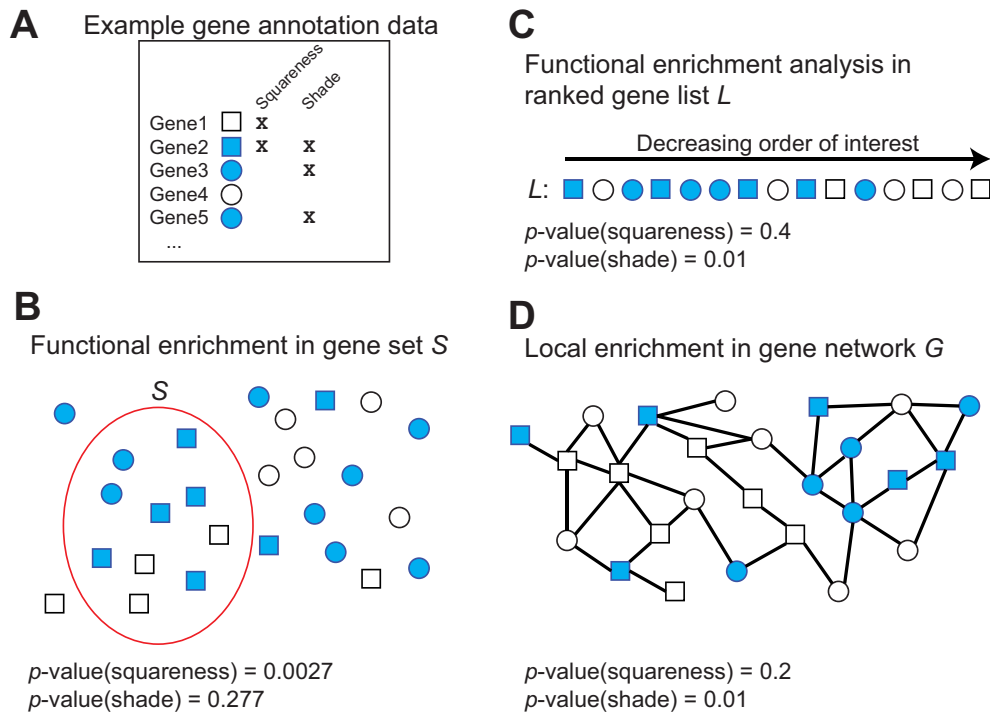 A
Example gene annotation data
Squareness
Shade
Gene1 x
Gene2 x x
Gene3 x
Gene4
Gene5 x
...
B
Functional enrichment in gene set S
S
p-value(squareness) = 0.0027
p-value(shade) = 0.277
C
Functional enrichment analysis in
ranked gene list L
Decreasing order of interest
L:
p-value(squareness) = 0.4
p-value(shade) = 0.01
D
Local enrichment in gene network G
p-value(squareness) = 0.2
p-value(shade) = 0.01